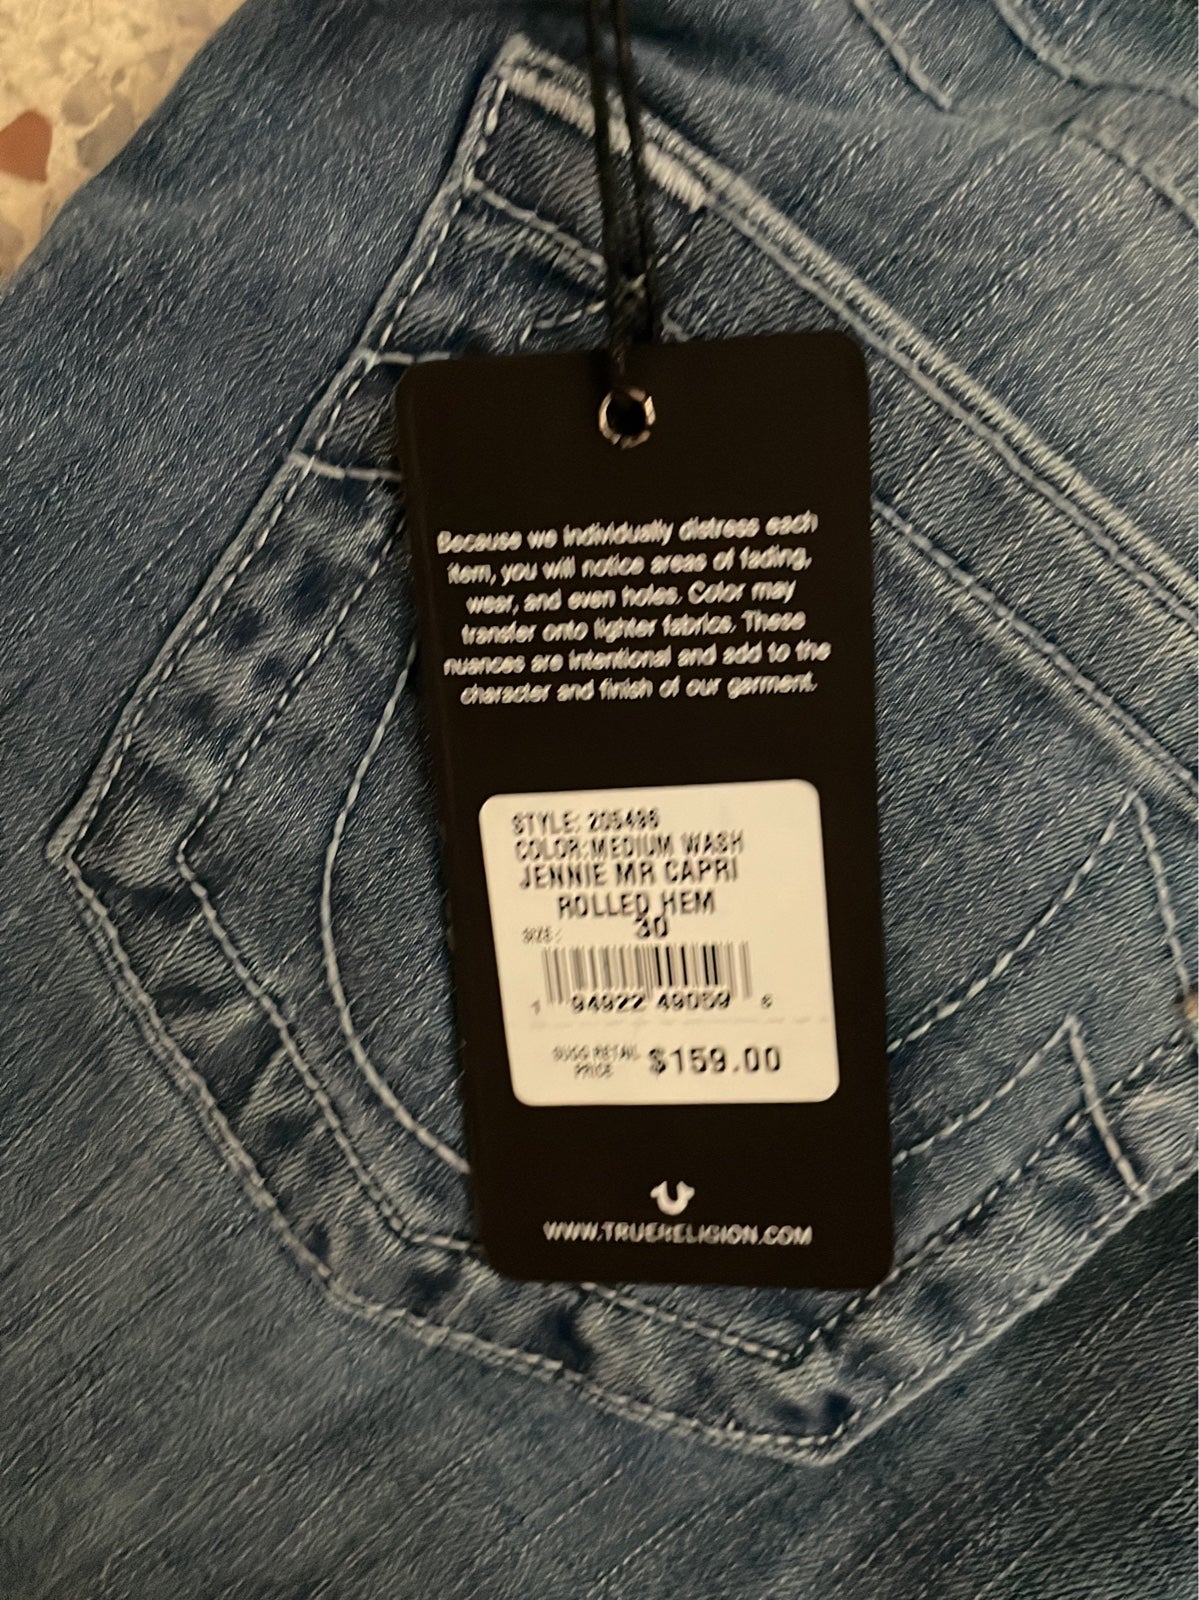 Because we individually distress each
item, you will notice areas of fading,
wear, and even holes. Color may
transfer onto lighter fabrics. These
nuances are intentional and add to the
character and finish of our garment.
STYLE: 205496
COLOR:MEDIUM WASH
JENNIE MR CAPRI
ROLLED HEM
SIZE: 30
1 94922 49059 6
SUGG RETAIL
PRICE $159.00
WWW.TRUERELIGION.COM